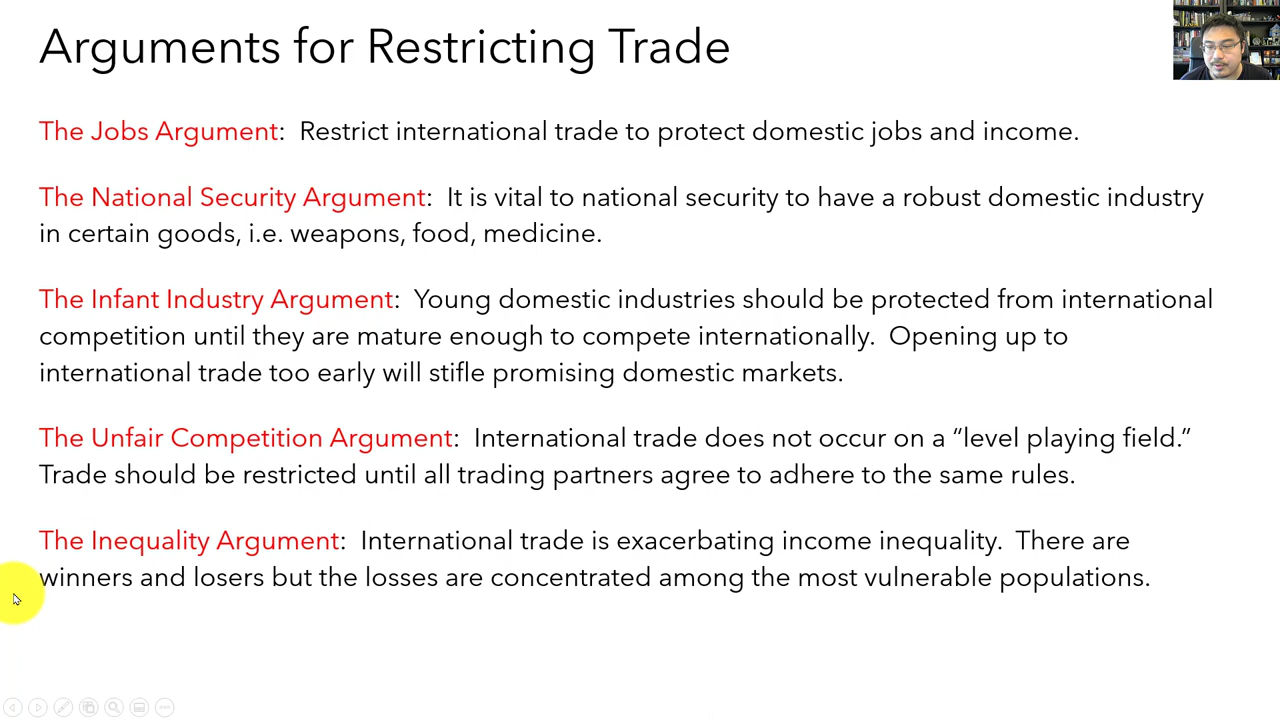 Arguments for Restricting Trade
The Jobs Argument: Restrict international trade to protect domestic jobs and income.
The National Security Argument: It is vital to national security to have a robust domestic industry
in certain goods, i.e. weapons, food, medicine.
The Infant Industry Argument: Young domestic industries should be protected from international
competition until they are mature enough to compete internationally. Opening up to
international trade too early will stifle promising domestic markets.
The Unfair Competition Argument: International trade does not occur on a “level playing field.”
Trade should be restricted until all trading partners agree to adhere to the same rules.
The Inequality Argument: International trade is exacerbating income inequality. There are
winners and losers but the losses are concentrated among the most vulnerable populations.